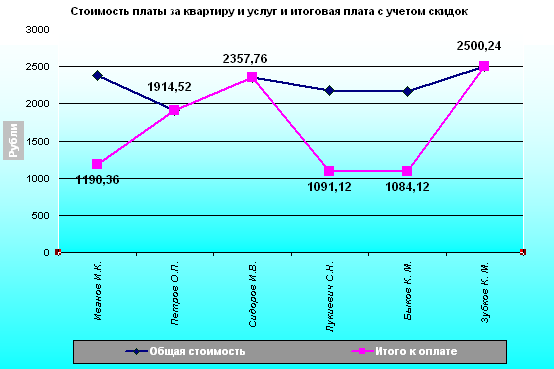 Стоимость платы за квартиру и услуг и итоговая плата с учетом скидок
Рубли
3000
2500
2000
1500
1000
500
0
1190,36
1914,52
2357,76
1091,12
1084,12
2500,24
Иванов И.К.
Петров О.П.
Сидоров И.В.
Лукиевич С.Н.
Быков К. М.
Зубков К. М.
Общая стоимость
Итого к оплате